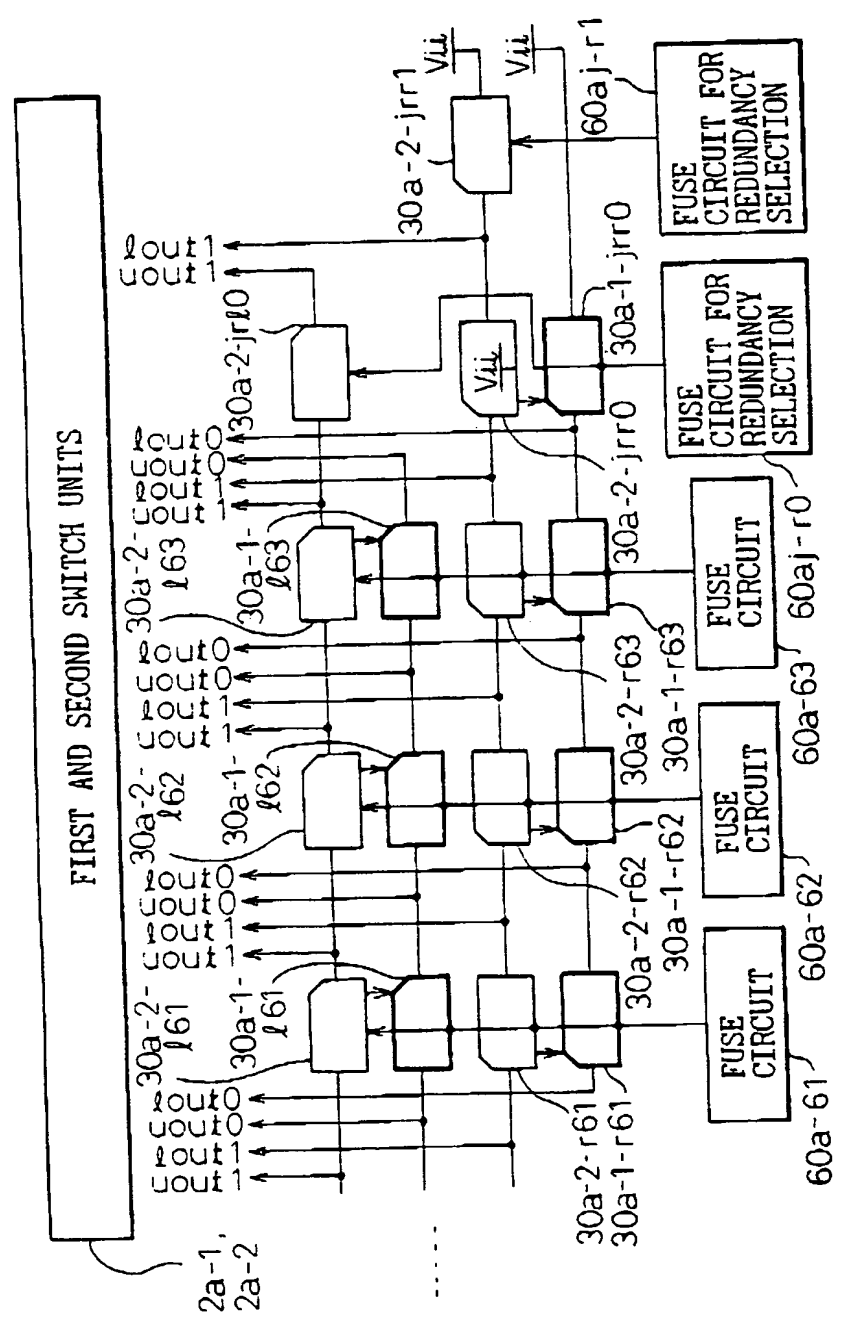 FIRST AND SECOND SWITCH UNITS
2a-1,
2a-2
uout1
ℓout1
uout0
ℓout0
30a-2-
ℓ61
30a-1-
ℓ61
uout1
ℓout1
uout0
ℓout0
30a-2-
ℓ62
30a-1-
ℓ62
uout1
ℓout1
uout0
ℓout0
30a-2-
ℓ63
30a-1-
ℓ63
uout1
ℓout1
uout0
ℓout0
30a-2-jrℓ0
uout1
ℓout1
30a-2-jrr1
Vii
Vii
Vii
.....
30a-2-r61
30a-1-r61
30a-2-r62
30a-1-r62
30a-2-r63
30a-1-r63
30a-2-jrr0
30a-1-jrr0
60aj-r1
FUSE
CIRCUIT
60a-61
FUSE
CIRCUIT
60a-62
FUSE
CIRCUIT
60a-63
FUSE
CIRCUIT FOR
REDUNDANCY
SELECTION
60aj-r0
FUSE
CIRCUIT FOR
REDUNDANCY
SELECTION